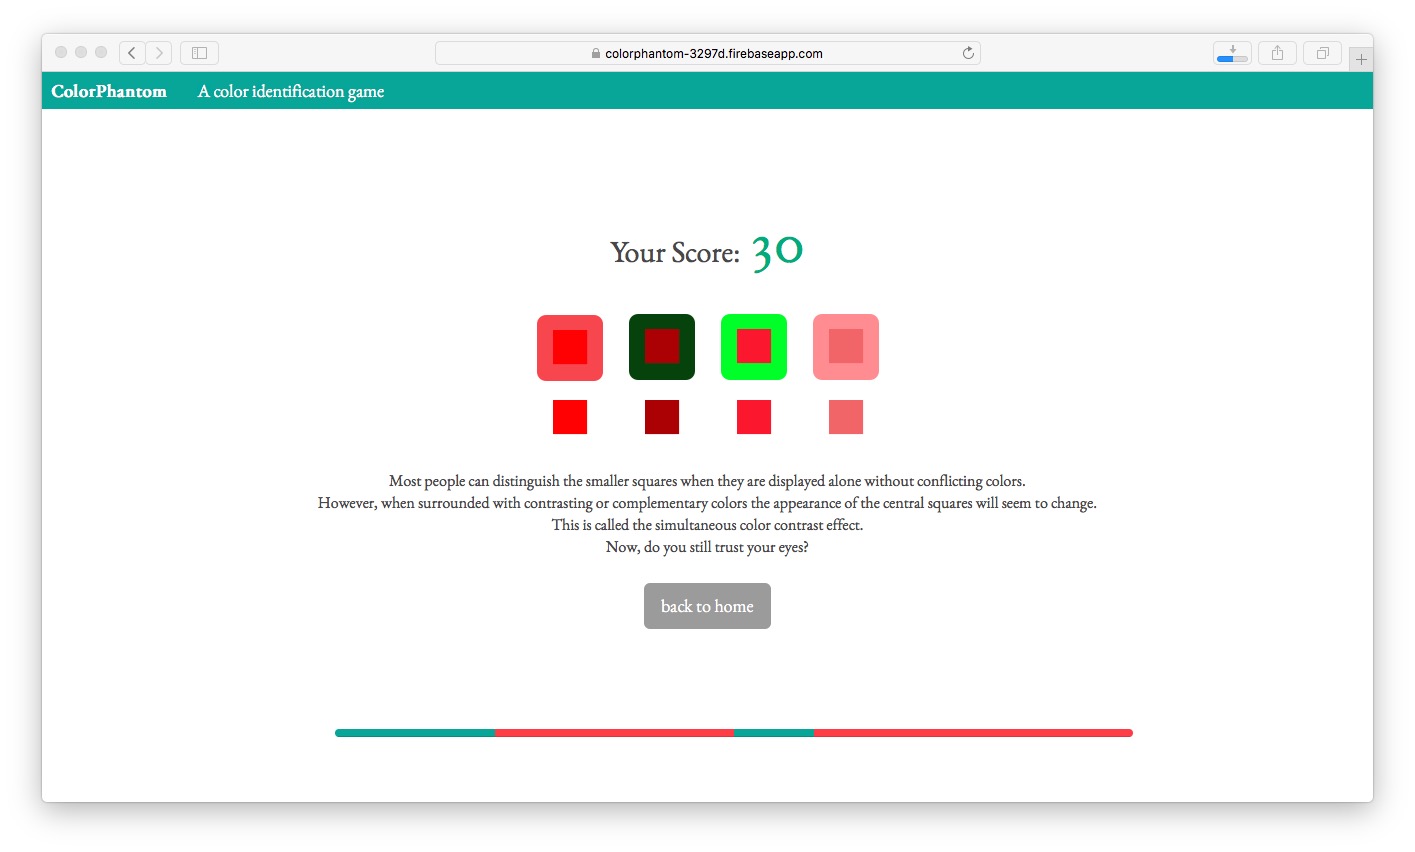 colorphantom-3297d.firebaseapp.com
ColorPhantom A color identification game
Your Score: 30
Most people can distinguish the smaller squares when they are displayed alone without conflicting colors.
However, when surrounded with contrasting or complementary colors the appearance of the central squares will seem to change.
This is called the simultaneous color contrast effect.
Now, do you still trust your eyes?
back to home